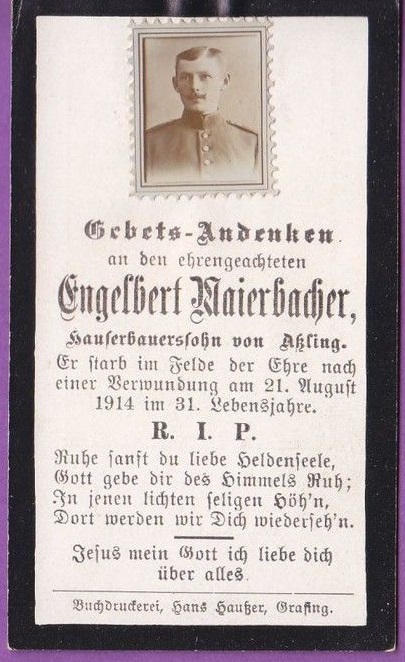 Gebets-Andenken
an den ehrengeachteten
Engelbert Maierbacher,
Hauserbauerssohn von Aßling.
Er starb im Felde der Ehre nach
einer Verwundung am 21. August
1914 im 31. Lebensjahre.
R. I. P.
Ruhe sanft du liebe Heldenseele,
Gott gebe dir des Himmels Ruh;
In jenen lichten seligen Höh'n,
Dort werden wir Dich wiederseh'n.
Jesus mein Gott ich liebe dich
über alles.
Buchdruckerei, Hans Haußer, Grafing.